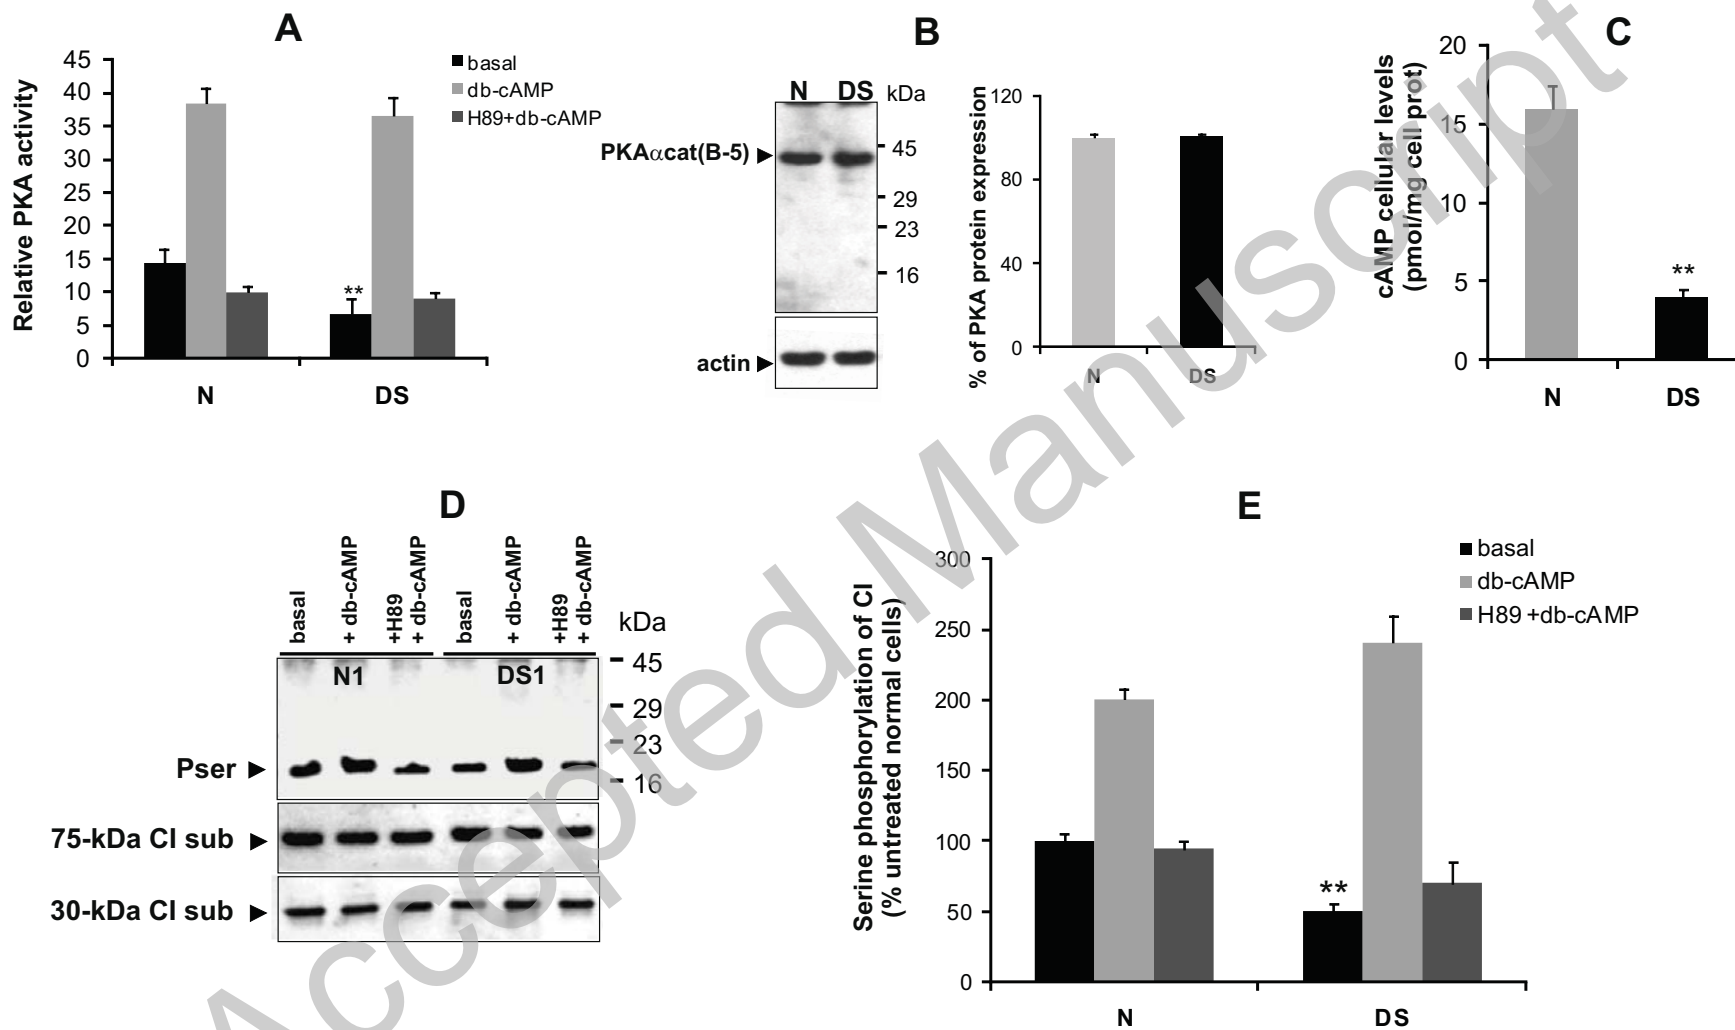 A
Relative PKA activity
45
40
35
30
25
20
15
10
5
0
**
N
DS
basal
db-cAMP
H89+db-cAMP
B
N DS kDa
PKAαcat(B-5)
45
29
23
16
actin
% of PKA protein expression
120
80
40
0
N
DS
C
cAMP cellular levels
(pmol/mg cell prot)
20
15
10
5
0
**
N
DS
D
basal
+ db-cAMP
+H89
+ db-cAMP
basal
+ db-cAMP
+H89
+ db-cAMP
kDa
N1
DS1
45
29
23
16
Pser
75-kDa CI sub
30-kDa CI sub
E
Serine phosphorylation of CI
(% untreated normal cells)
300
250
200
150
100
50
0
**
N
DS
basal
db-cAMP
H89 +db-cAMP
Accepted Manuscript